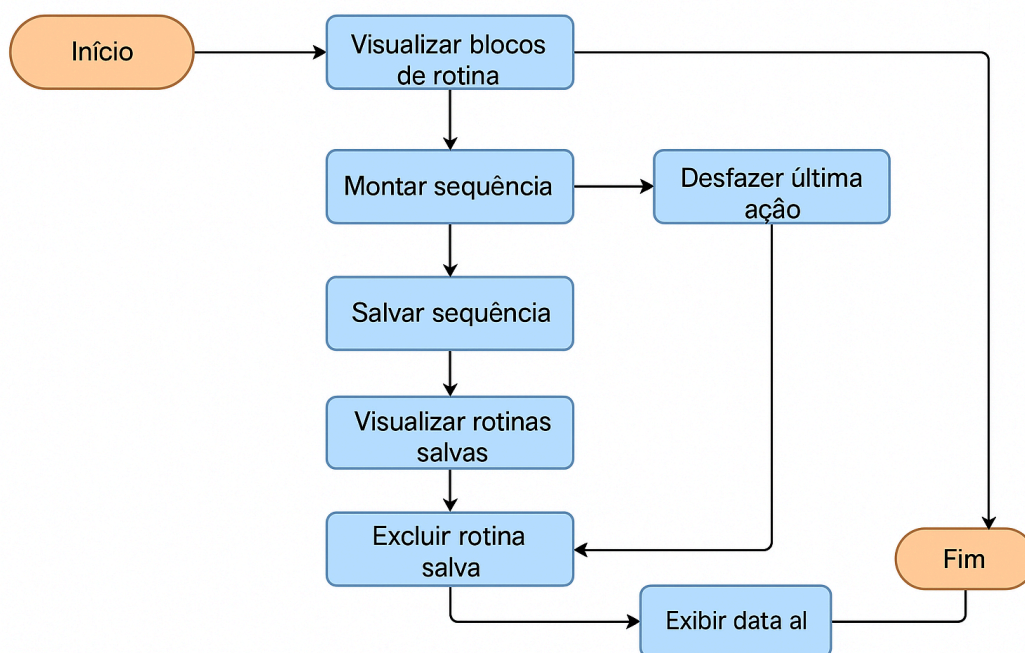 Início
Visualizar blocos
de rotina
Montar sequência
Desfazer última
açâo
Salvar sequência
Visualizar rotinas
salvas
Excluir rotina
salva
Fim
Exibir data al